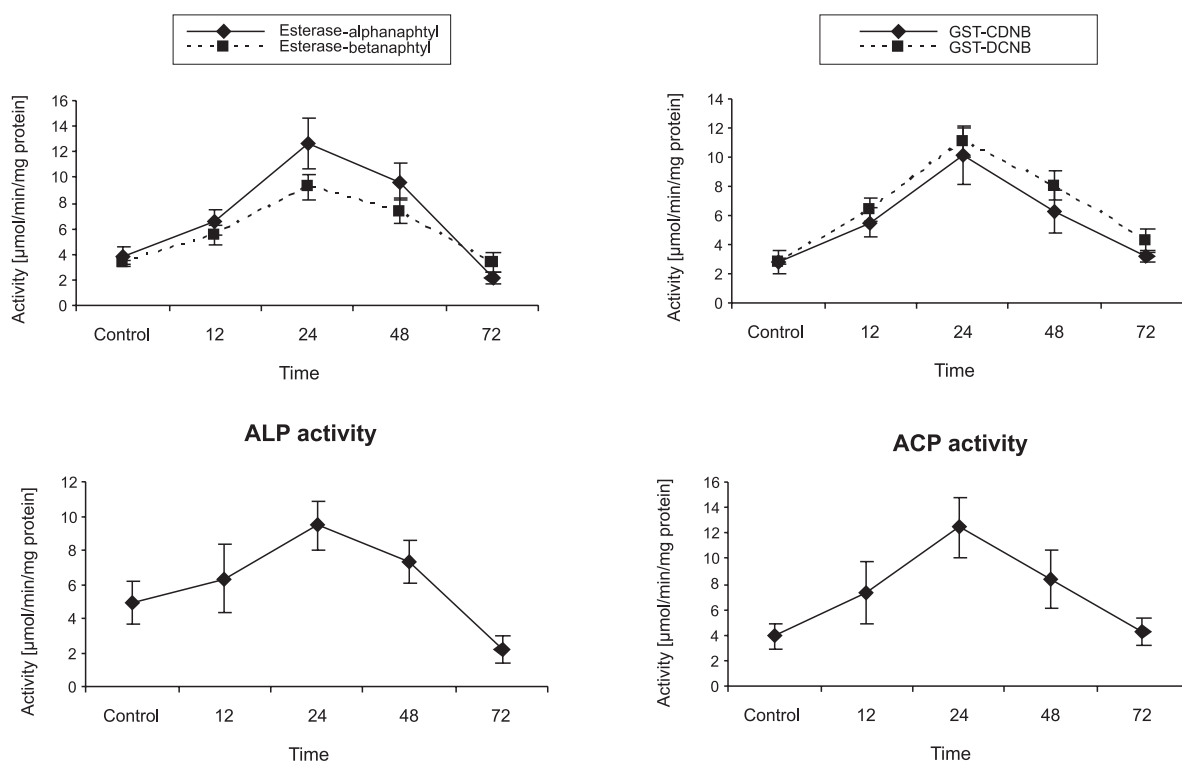 Esterase-alphanaphtyl
Esterase-betanaphtyl
Activity [µmol/min/mg protein]
16
14
12
10
8
6
4
2
0
Control 12 24 48 72
Time
GST-CDNB
GST-DCNB
Activity [µmol/min/mg protein]
14
12
10
8
6
4
2
0
Control 12 24 48 72
Time
ALP activity
Activity [µmol/min/mg protein]
12
10
8
6
4
2
0
Control 12 24 48 72
Time
ACP activity
Activity [µmol/min/mg protein]
16
14
12
10
8
6
4
2
0
Control 12 24 48 72
Time